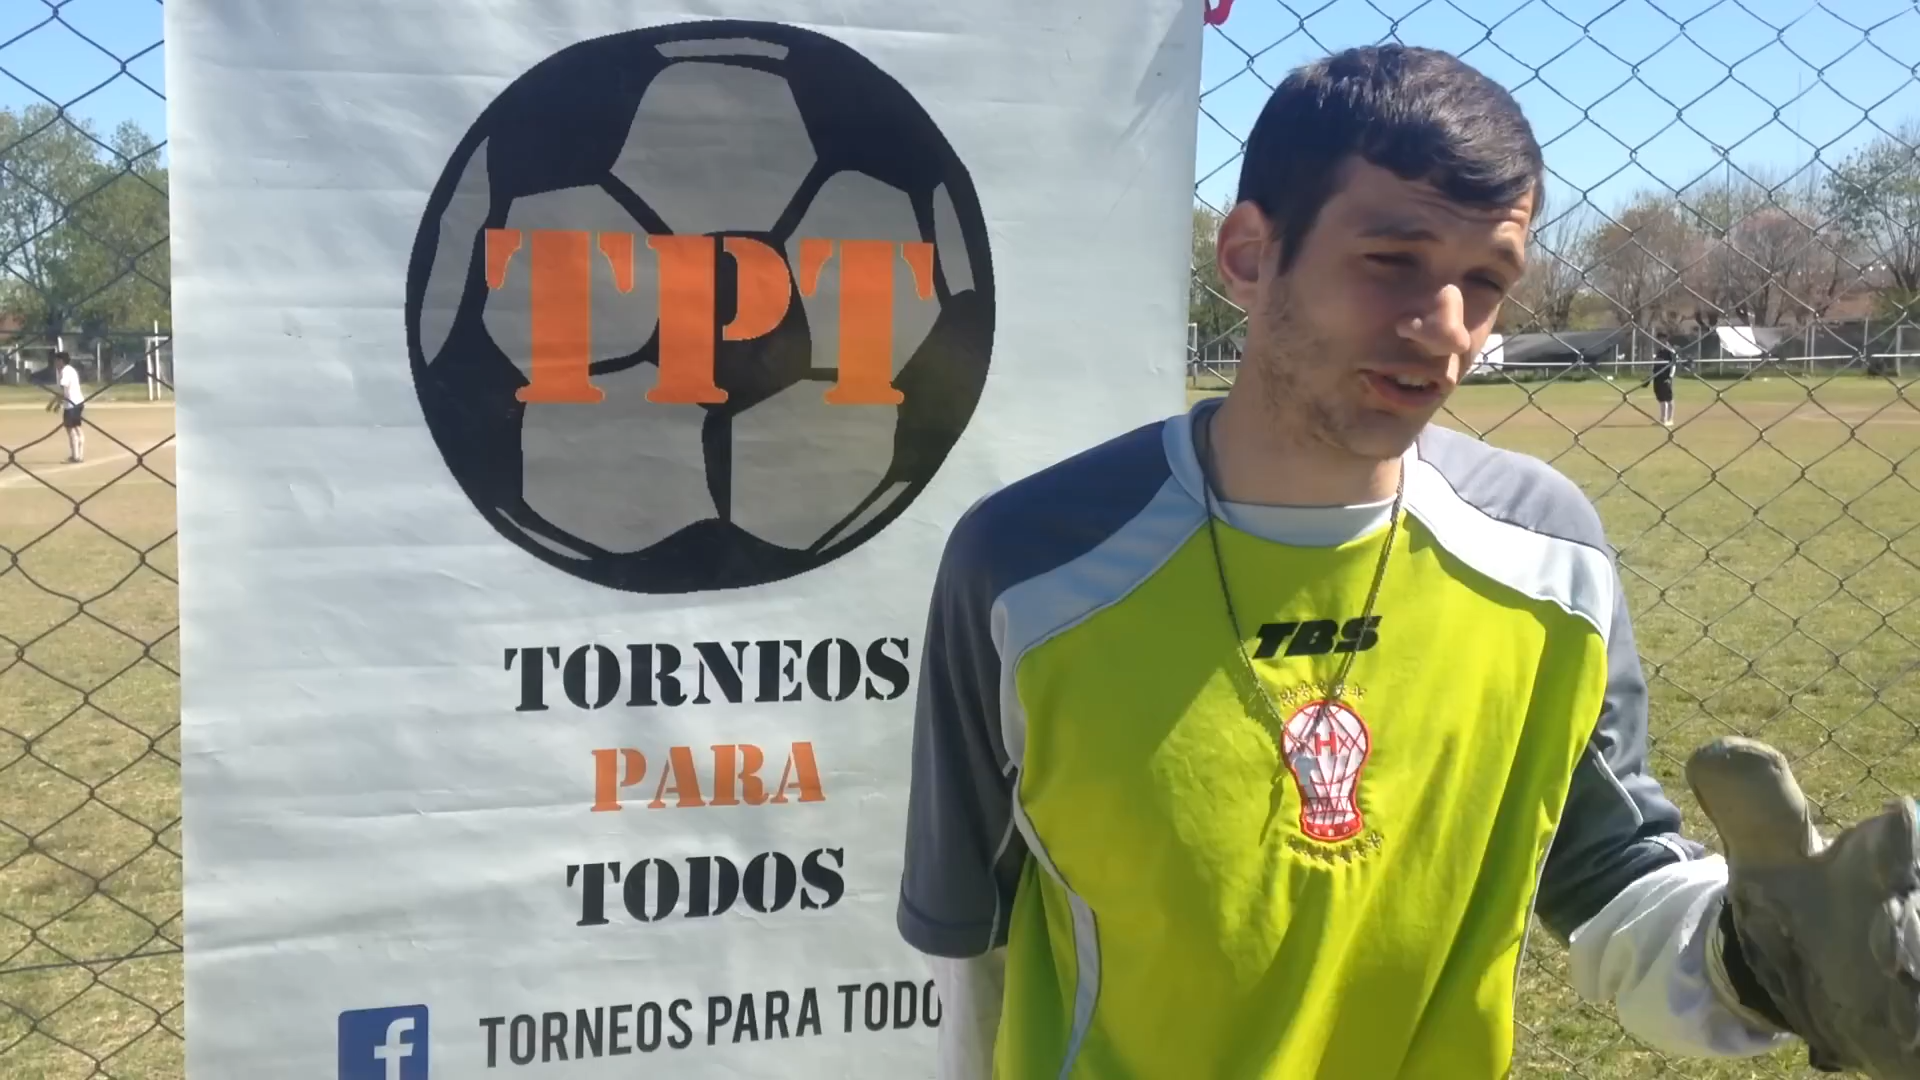 TPT
TORNEOS
PARA
TODOS
f TORNEOS PARA TODO
TBS
H